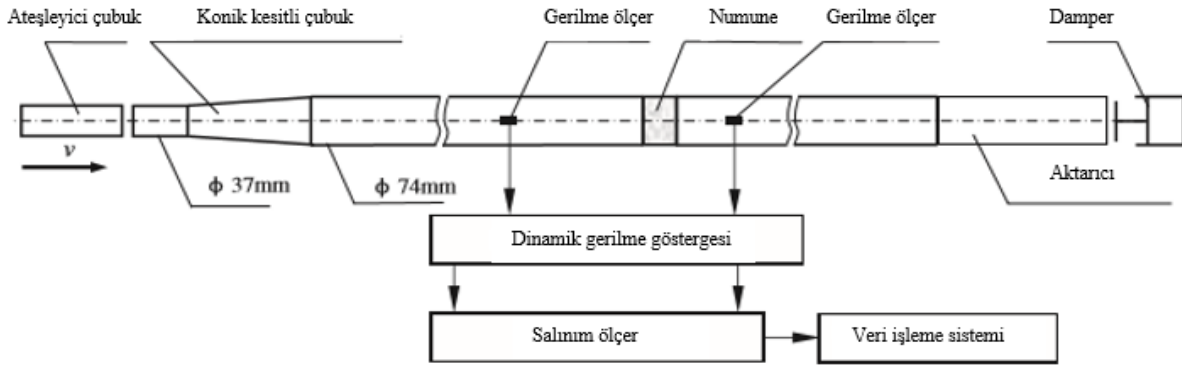 Ateşleyici çubuk
Konik kesitli çubuk
Gerilme ölçer
Numune
Gerilme ölçer
Damper
v
ϕ 37mm
ϕ 74mm
Aktarıcı
Dinamik gerilme göstergesi
Salınım ölçer
Veri işleme sistemi